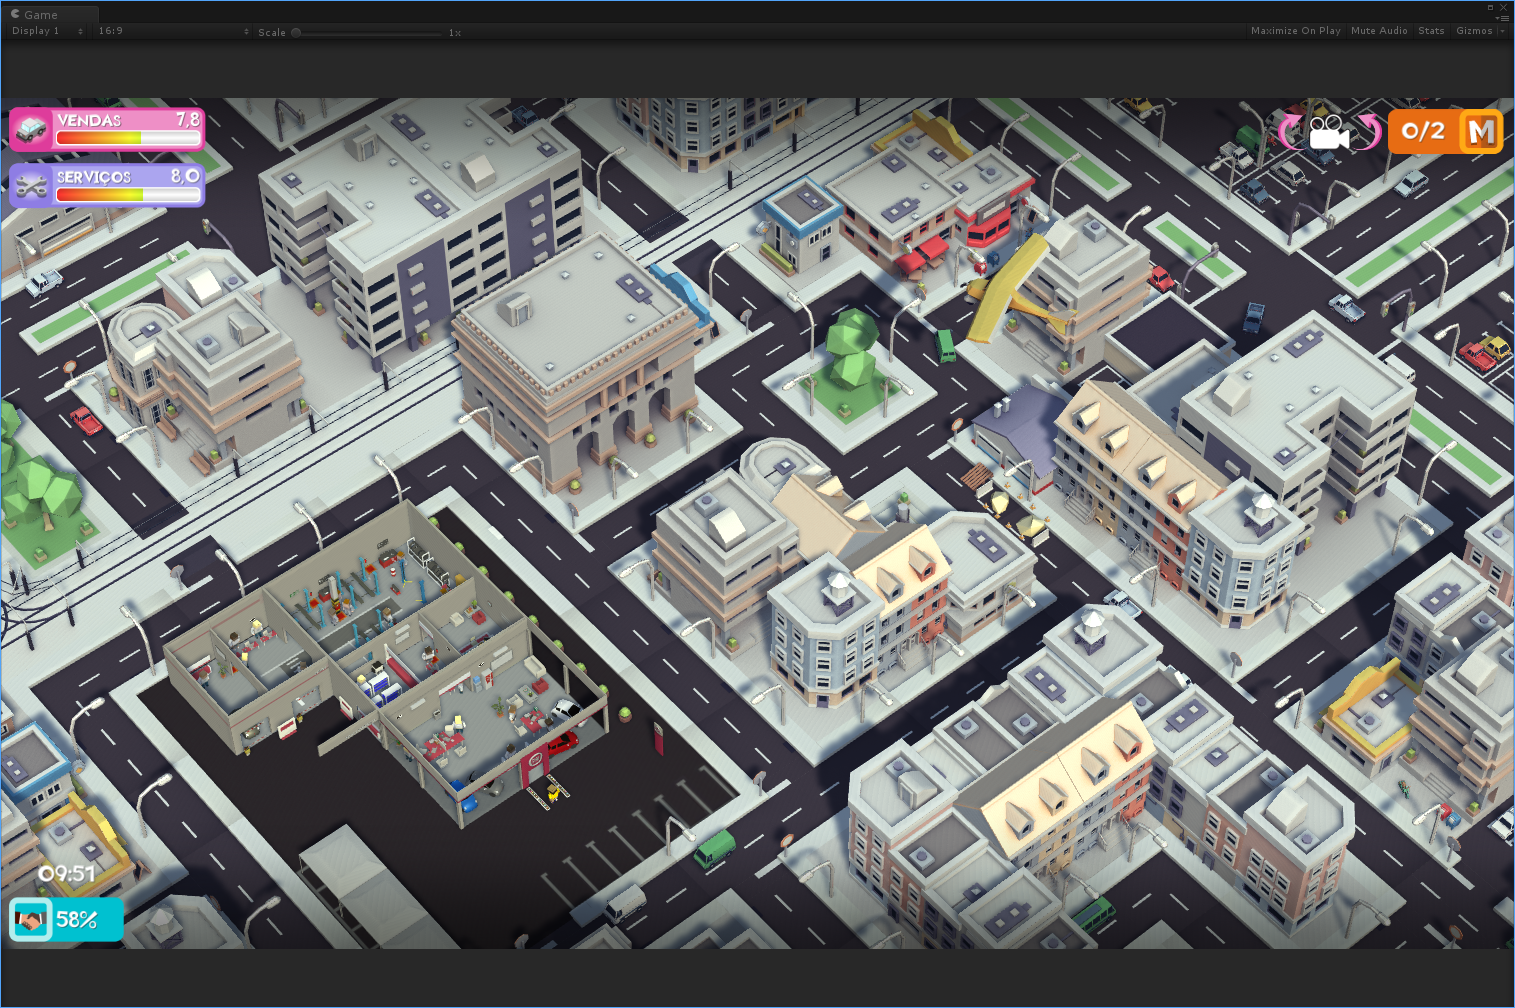 Game
Display 1 16:9 Scale 1x Maximize On Play Mute Audio Stats Gizmos
VENDAS 7,8
0/2 M
SERVIÇOS 8,0
09:51
58%